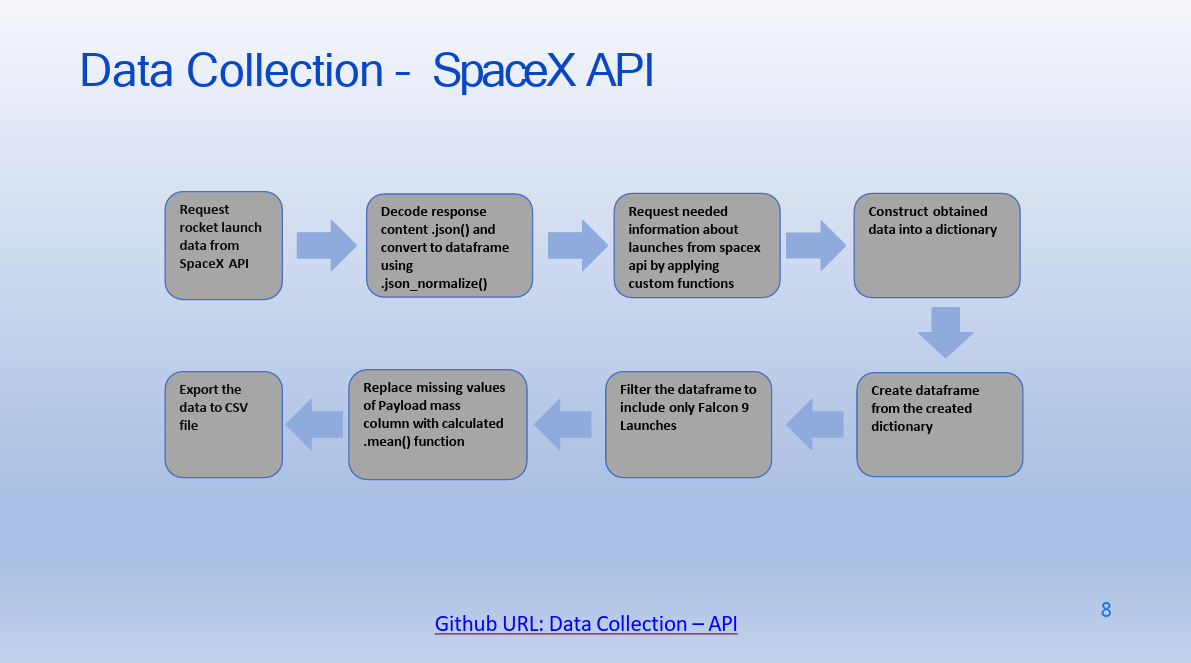 Data Collection - SpaceX API
Request
rocket launch
data from
SpaceX API
Decode response
content .json() and
convert to dataframe
using
.json_normalize()
Request needed
information about
launches from spacex
api by applying
custom functions
Construct obtained
data into a dictionary
Create dataframe
from the created
dictionary
Filter the dataframe to
include only Falcon 9
Launches
Replace missing values
of Payload mass
column with calculated
.mean() function
Export the
data to CSV
file
Github URL: Data Collection – API
8